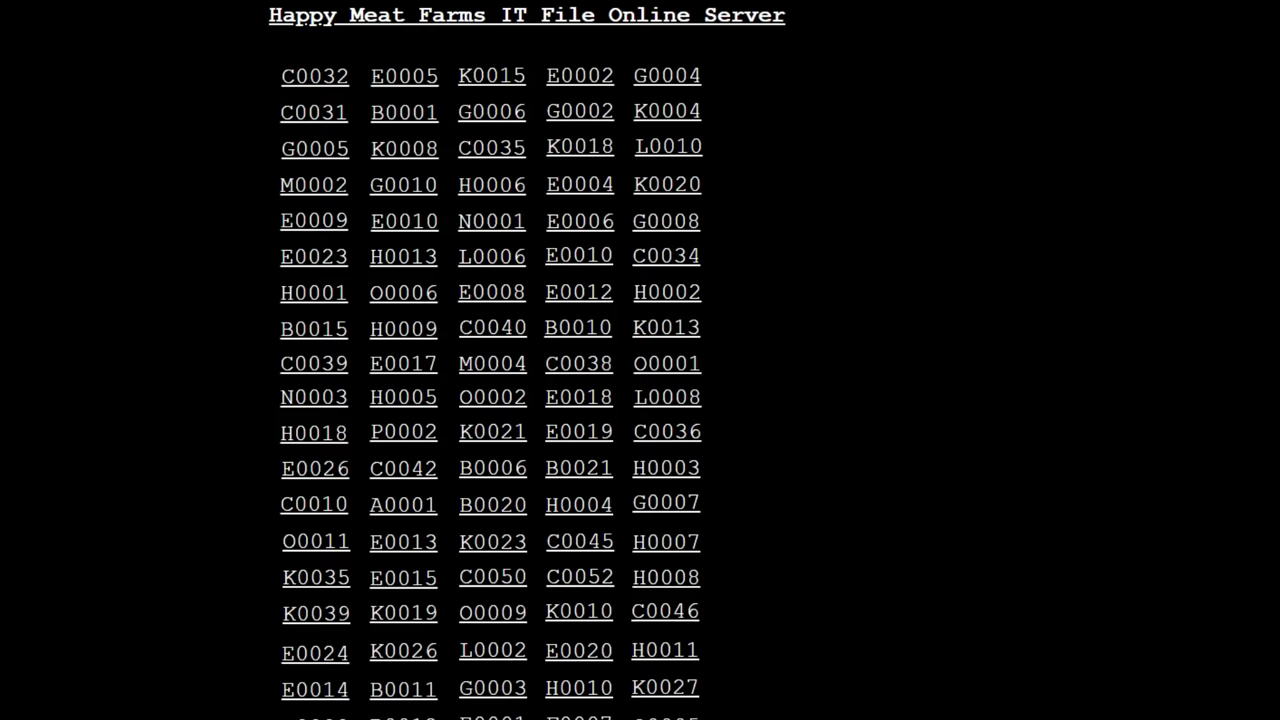 Happy Meat Farms IT File Online Server
C0032 E0005 K0015 E0002 G0004
C0031 B0001 G0006 G0002 K0004
G0005 K0008 C0035 K0018 L0010
M0002 G0010 H0006 E0004 K0020
E0009 E0010 N0001 E0006 G0008
E0023 H0013 L0006 E0010 C0034
H0001 O0006 E0008 E0012 H0002
B0015 H0009 C0040 B0010 K0013
C0039 E0017 M0004 C0038 O0001
N0003 H0005 O0002 E0018 L0008
H0018 P0002 K0021 E0019 C0036
E0026 C0042 B0006 B0021 H0003
C0010 A0001 B0020 H0004 G0007
O0011 E0013 K0023 C0045 H0007
K0035 E0015 C0050 C0052 H0008
K0039 K0019 O0009 K0010 C0046
E0024 K0026 L0002 E0020 H0011
E0014 B0011 G0003 H0010 K0027